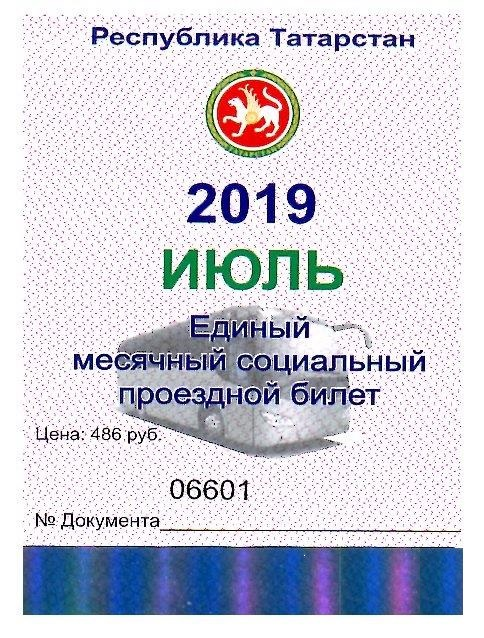 Республика Татарстан
2019
ИЮЛЬ
Единый
месячный социальный
проездной билет
Цена: 486 руб.
06601
№ Документа